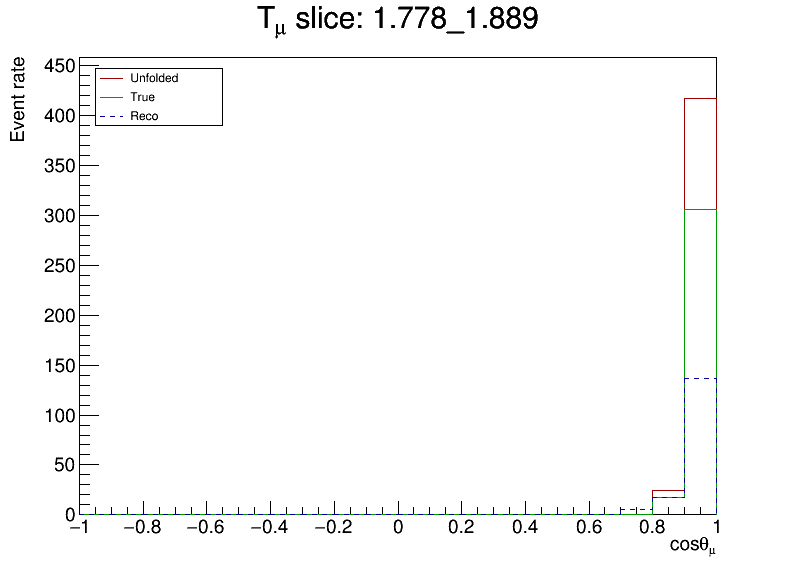 Tμ slice: 1.778_1.889
Event rate
450
400
350
300
250
200
150
100
50
0
Unfolded
True
Reco
−1 −0.8 −0.6 −0.4 −0.2 0 0.2 0.4 0.6 0.8 1
cosθμ